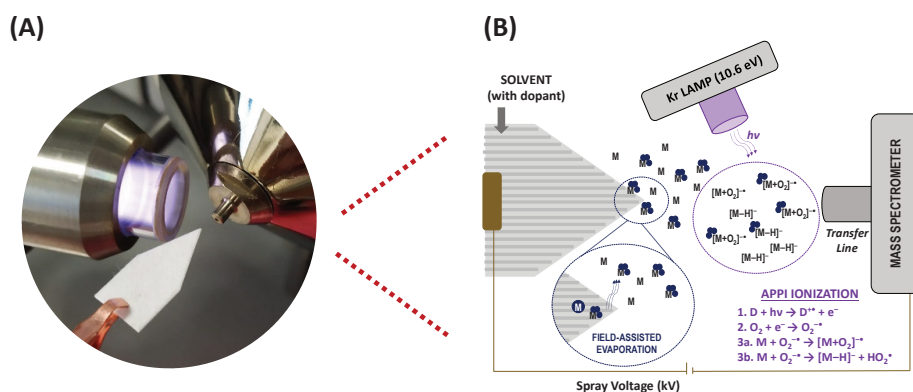 (A)
(B)
SOLVENT
(with dopant)
Kr LAMP (10.6 eV)
hν
M
M
M
M
M
M
M
M
M
M
M
M
[M+O₂]⁻•
[M+O₂]⁻•
[M−H]⁻
[M+O₂]⁻•
[M+O₂]⁻•
[M−H]⁻
[M−H]⁻
[M−H]⁻
Transfer
Line
MASS SPECTROMETER
M
M
M
M
M
M
M
M
M
FIELD-ASSISTED
EVAPORATION
APPI IONIZATION
1. D + hν → D⁺• + e⁻
2. O₂ + e⁻ → O₂⁻•
3a. M + O₂⁻• → [M+O₂]⁻•
3b. M + O₂⁻• → [M−H]⁻ + HO₂•
Spray Voltage (kV)